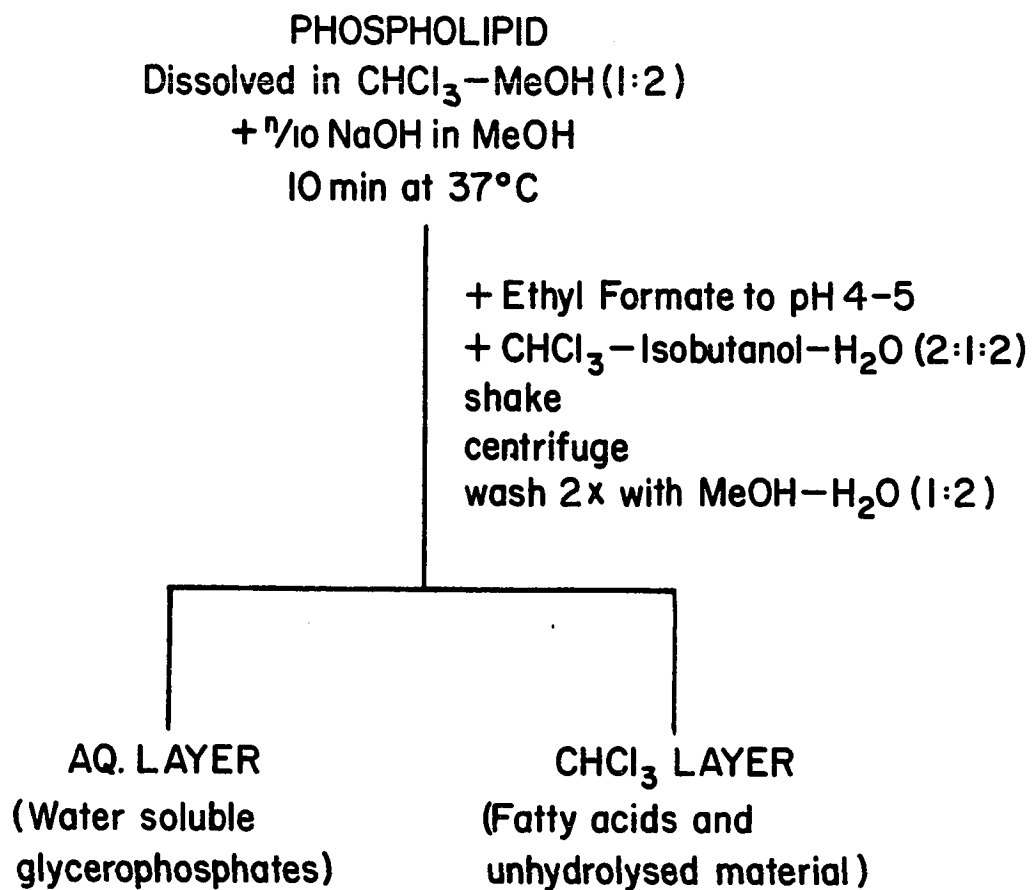 PHOSPHOLIPID
Dissolved in CHCl₃–MeOH (1:2)
+ n/10 NaOH in MeOH
10 min at 37°C
+ Ethyl Formate to pH 4–5
+ CHCl₃–Isobutanol–H₂O (2:1:2)
shake
centrifuge
wash 2x with MeOH–H₂O (1:2)
AQ. LAYER
(Water soluble
glycerophosphates)
CHCl₃ LAYER
(Fatty acids and
unhydrolysed material)